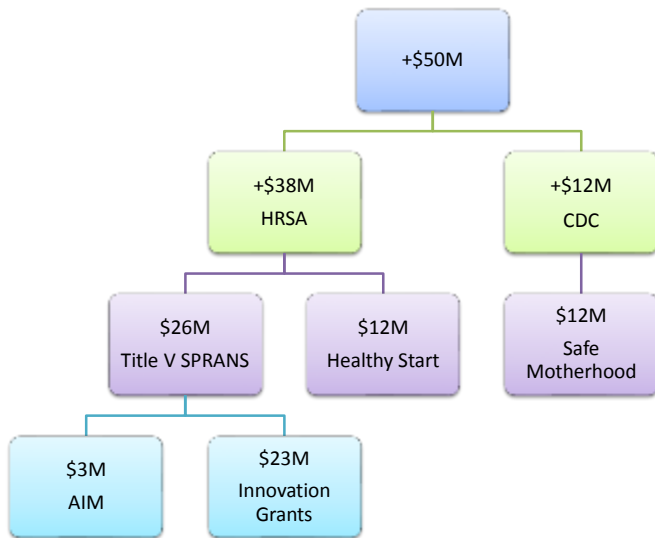 +$50M
+$38M
HRSA
+$12M
CDC
$26M
Title V SPRANS
$12M
Healthy Start
$12M
Safe
Motherhood
$3M
AIM
$23M
Innovation
Grants